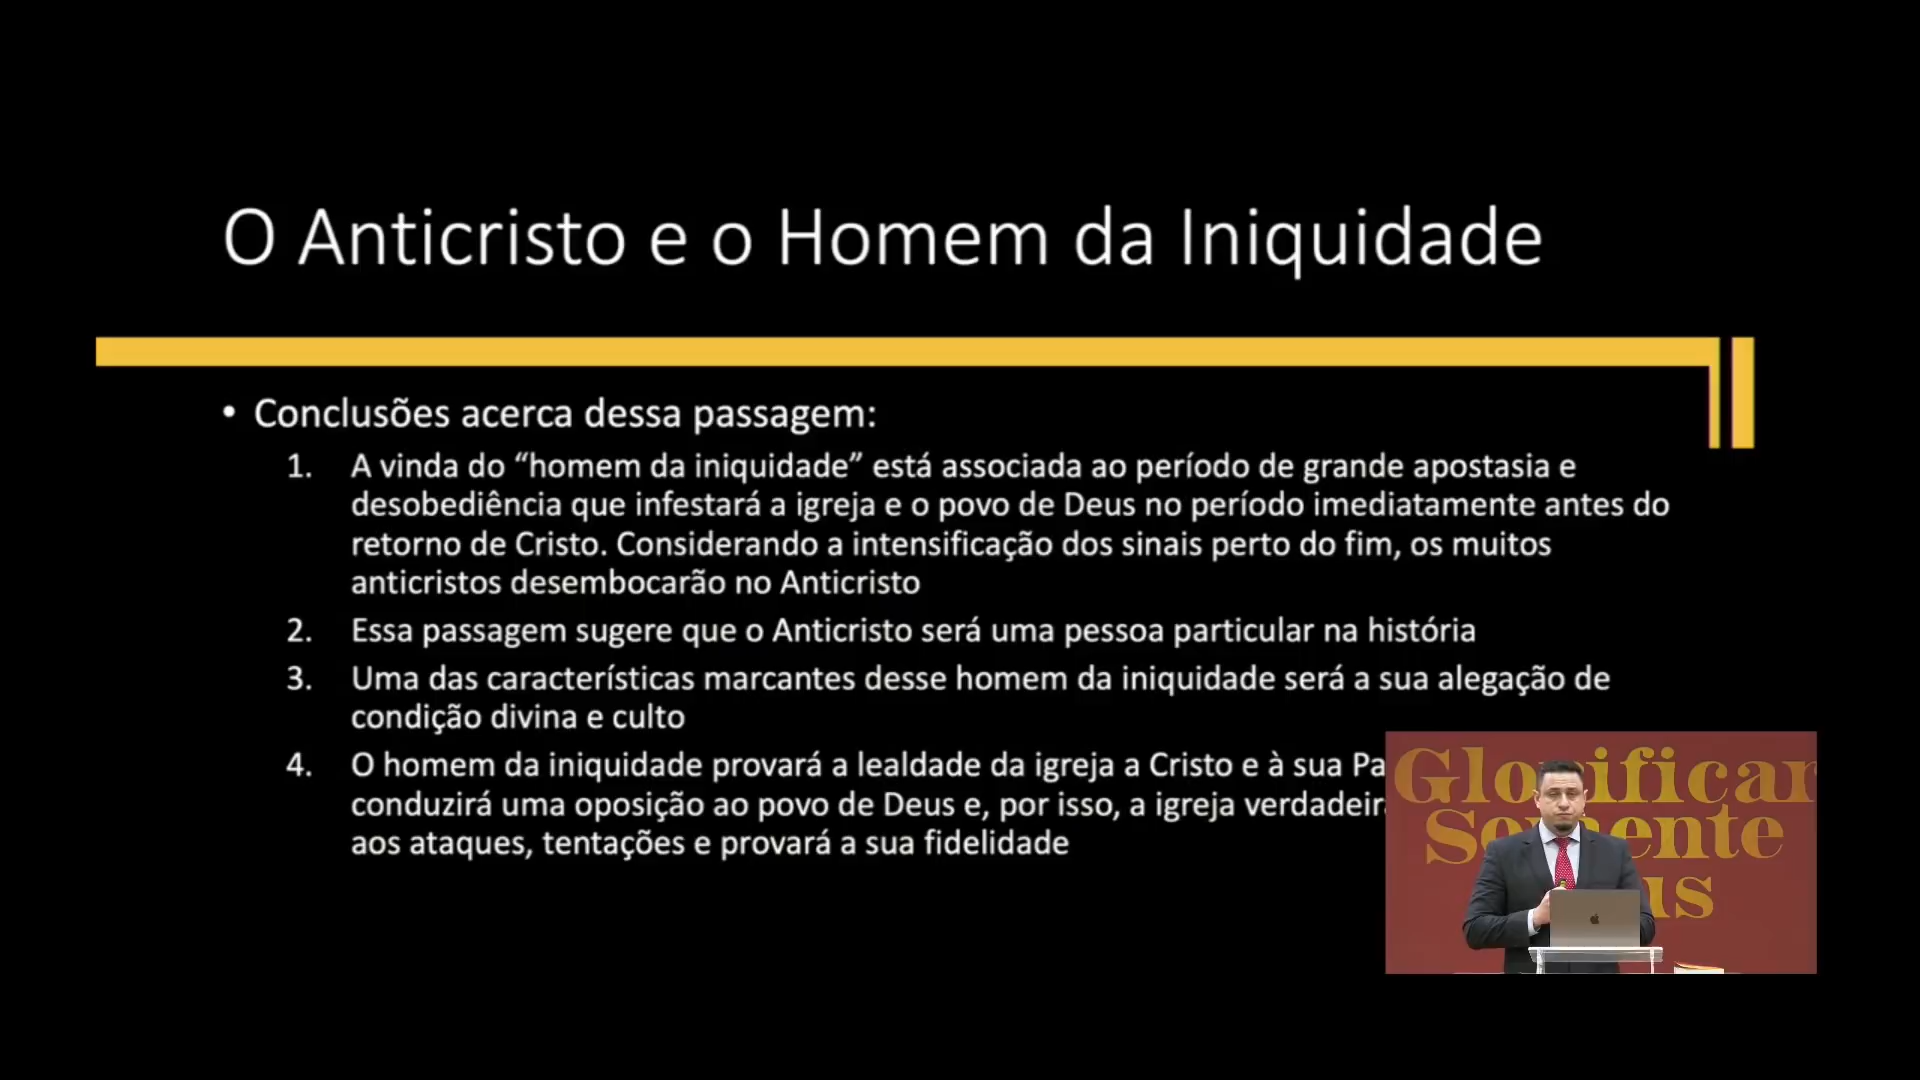 O Anticristo e o Homem da Iniquidade
• Conclusões acerca dessa passagem:
1. A vinda do “homem da iniquidade” está associada ao período de grande apostasia e
desobediência que infestará a igreja e o povo de Deus no período imediatamente antes do
retorno de Cristo. Considerando a intensificação dos sinais perto do fim, os muitos
anticristos desembocarão no Anticristo
2. Essa passagem sugere que o Anticristo será uma pessoa particular na história
3. Uma das características marcantes desse homem da iniquidade será a sua alegação de
condição divina e culto
4. O homem da iniquidade provará a lealdade da igreja a Cristo e à sua
conduzirá uma oposição ao povo de Deus e, por isso, a igreja
aos ataques, tentações e provará a sua fidelidade
Glorificar
Somente